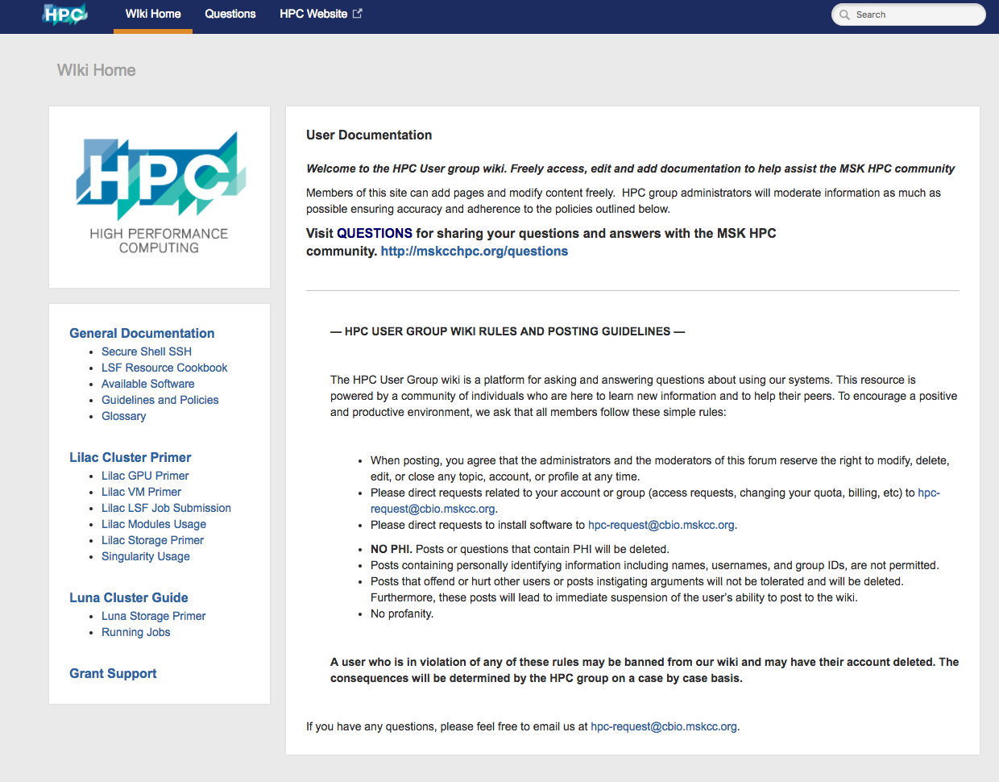 HPC
WIki Home
Questions
HPC Website
Search
WIki Home
HPC
HIGH PERFORMANCE
COMPUTING
General Documentation
Secure Shell SSH
LSF Resource Cookbook
Available Software
Guidelines and Policies
Glossary
Lilac Cluster Primer
Lilac GPU Primer
Lilac VM Primer
Lilac LSF Job Submission
Lilac Modules Usage
Lilac Storage Primer
Singularity Usage
Luna Cluster Guide
Luna Storage Primer
Running Jobs
Grant Support
User Documentation
Welcome to the HPC User group wiki. Freely access, edit and add documentation to help assist the MSK HPC community
Members of this site can add pages and modify content freely.  HPC group administrators will moderate information as much as
possible ensuring accuracy and adherence to the policies outlined below.
Visit QUESTIONS for sharing your questions and answers with the MSK HPC
community. http://mskcchpc.org/questions
— HPC USER GROUP WIKI RULES AND POSTING GUIDELINES —
The HPC User Group wiki is a platform for asking and answering questions about using our systems. This resource is
powered by a community of individuals who are here to learn new information and to help their peers. To encourage a positive
and productive environment, we ask that all members follow these simple rules:
When posting, you agree that the administrators and the moderators of this forum reserve the right to modify, delete,
edit, or close any topic, account, or profile at any time.
Please direct requests related to your account or group (access requests, changing your quota, billing, etc) to hpc-
request@cbio.mskcc.org.
Please direct requests to install software to hpc-request@cbio.mskcc.org.
NO PHI. Posts or questions that contain PHI will be deleted.
Posts containing personally identifying information including names, usernames, and group IDs, are not permitted.
Posts that offend or hurt other users or posts instigating arguments will not be tolerated and will be deleted.
Furthermore, these posts will lead to immediate suspension of the user’s ability to post to the wiki.
No profanity.
A user who is in violation of any of these rules may be banned from our wiki and may have their account deleted. The
consequences will be determined by the HPC group on a case by case basis.
If you have any questions, please feel free to email us at hpc-request@cbio.mskcc.org.